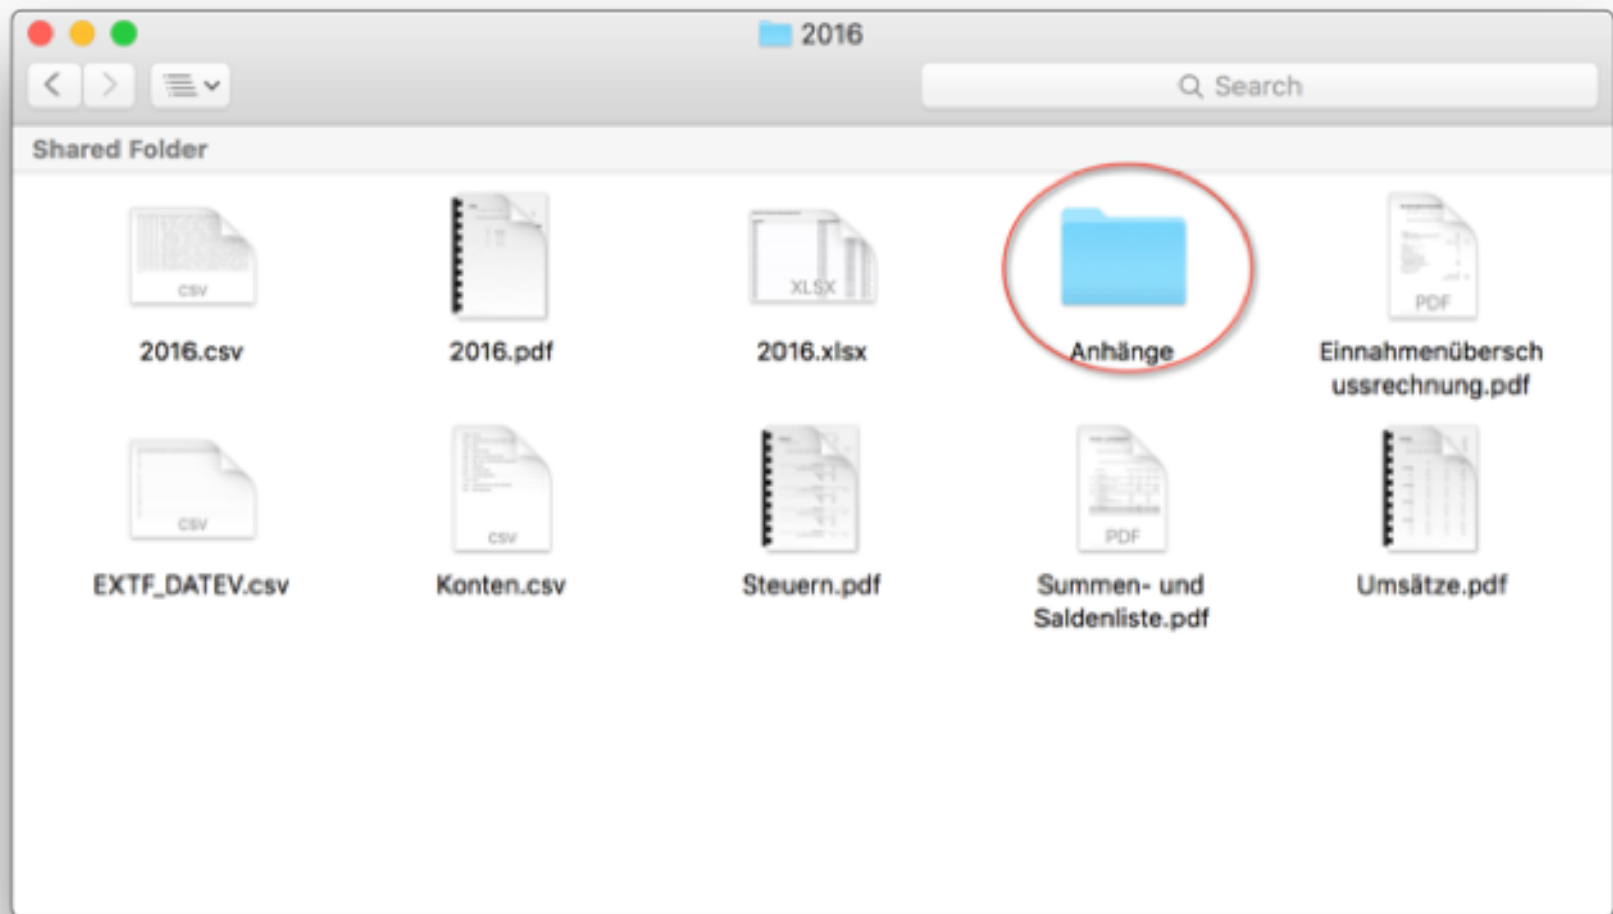 2016
Search
Shared Folder
CSV
XLSX
PDF
2016.csv
2016.pdf
2016.xlsx
Anhänge
Einnahmenübersch
ussrechnung.pdf
CSV
CSV
PDF
EXTF_DATEV.csv
Konten.csv
Steuern.pdf
Summen- und
Saldenliste.pdf
Umsätze.pdf